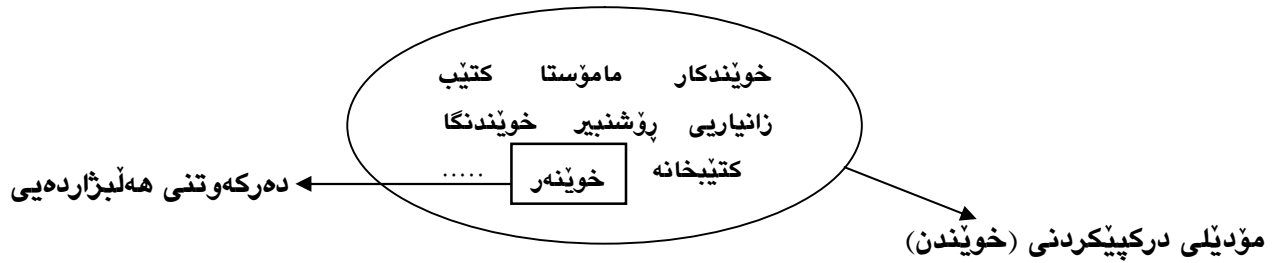 خوێندکار مامۆستا کتێب
زانیاریی ڕۆشنبیر خوێندنگا
کتێبخانە خوێنەر .....
دەرکەوتنی هەڵبژاردەیی
مۆدێلی درکپێکردنی (خوێندن)